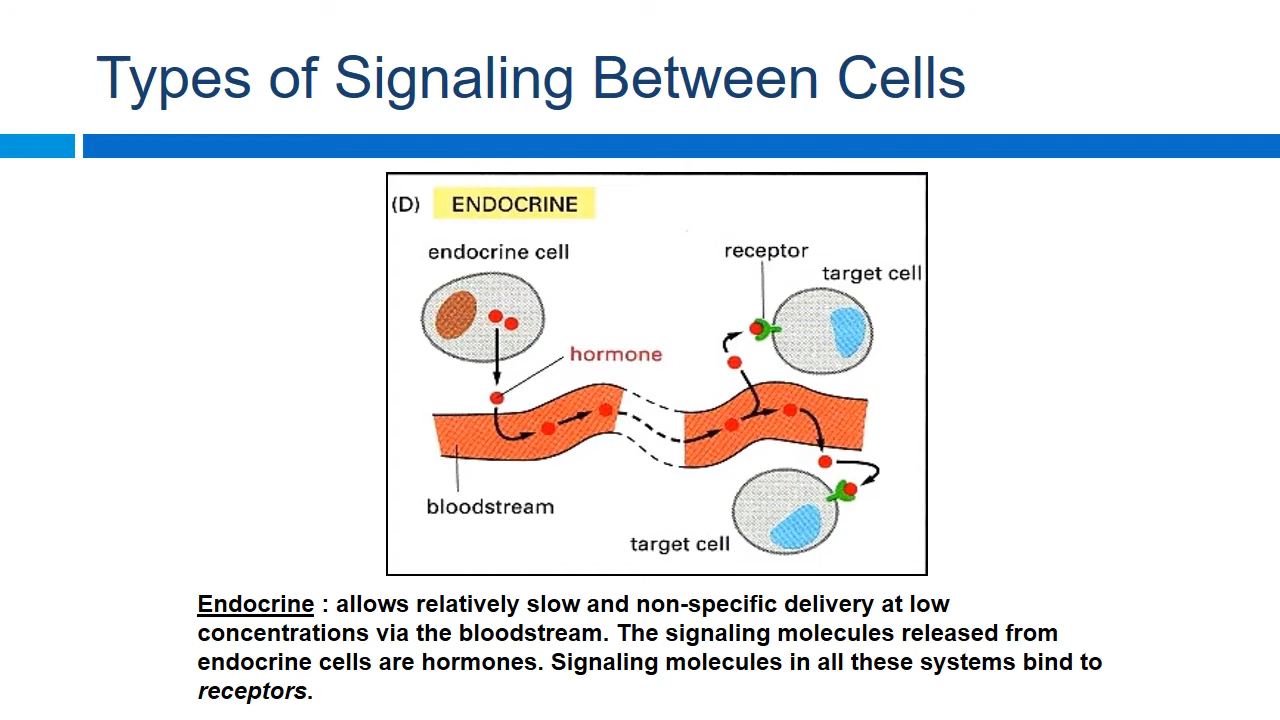 Types of Signaling Between Cells
(D) ENDOCRINE
endocrine cell
receptor
target cell
hormone
bloodstream
target cell
Endocrine : allows relatively slow and non-specific delivery at low
concentrations via the bloodstream. The signaling molecules released from
endocrine cells are hormones. Signaling molecules in all these systems bind to
receptors.